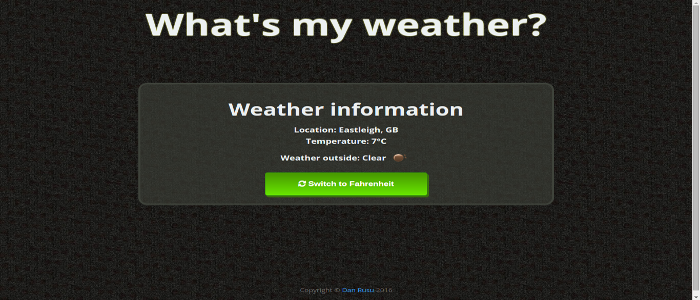 What's my weather?
Weather information
Location: Eastleigh, GB
Temperature: 7°C
Weather outside: Clear
Switch to Fahrenheit
Copyright © Dan Rusu 2016